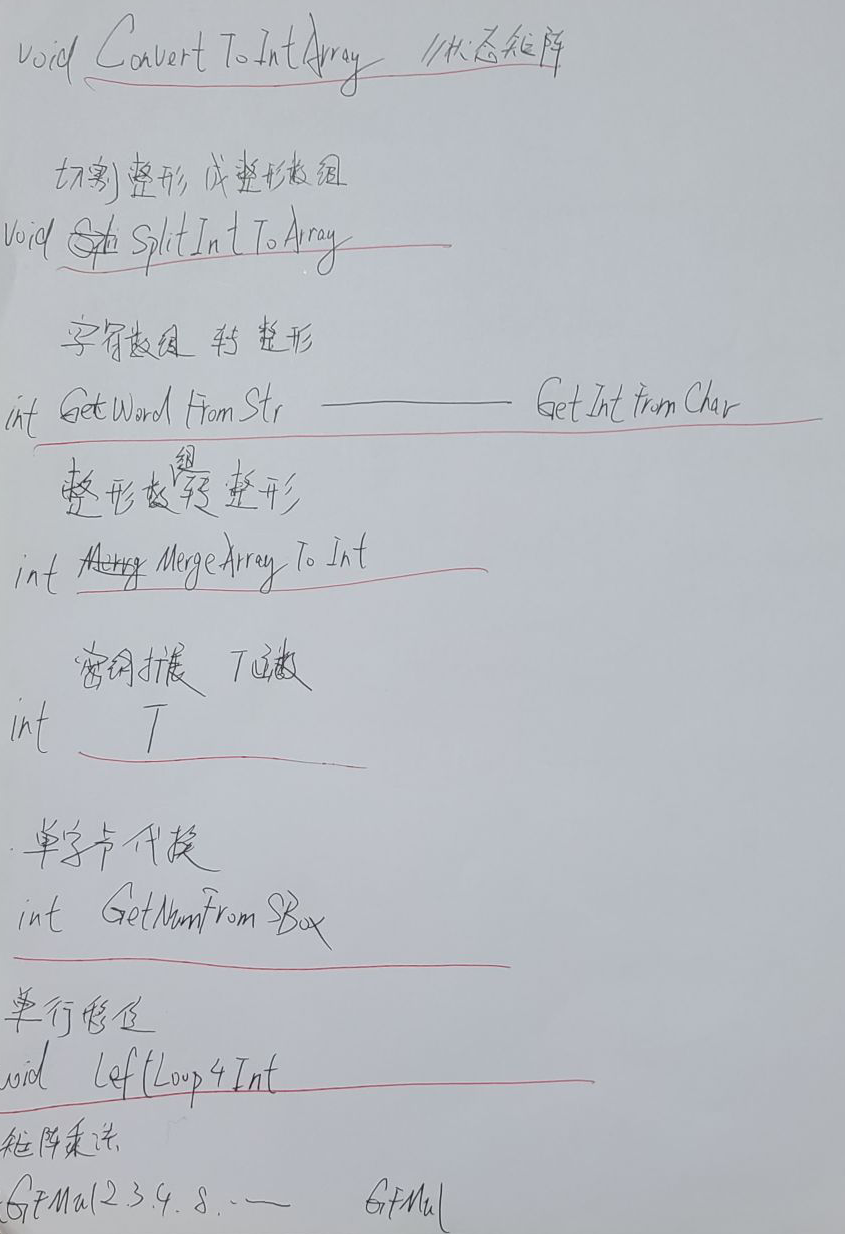 void ConvertToIntArray //状态矩阵
切割整形 成整形数组
void SplitIntToArray
字符数组 转 整形
int GetWordFromStr —— GetIntFromChar
整形数组转整形
int MergeArrayToInt
密钥扩展 T函数
int T
单字节代换
int GetNumFromSBox
单行移位
void LeftLoop4Int
矩阵乘法
GFMul2.3.4.8.·— GFMul